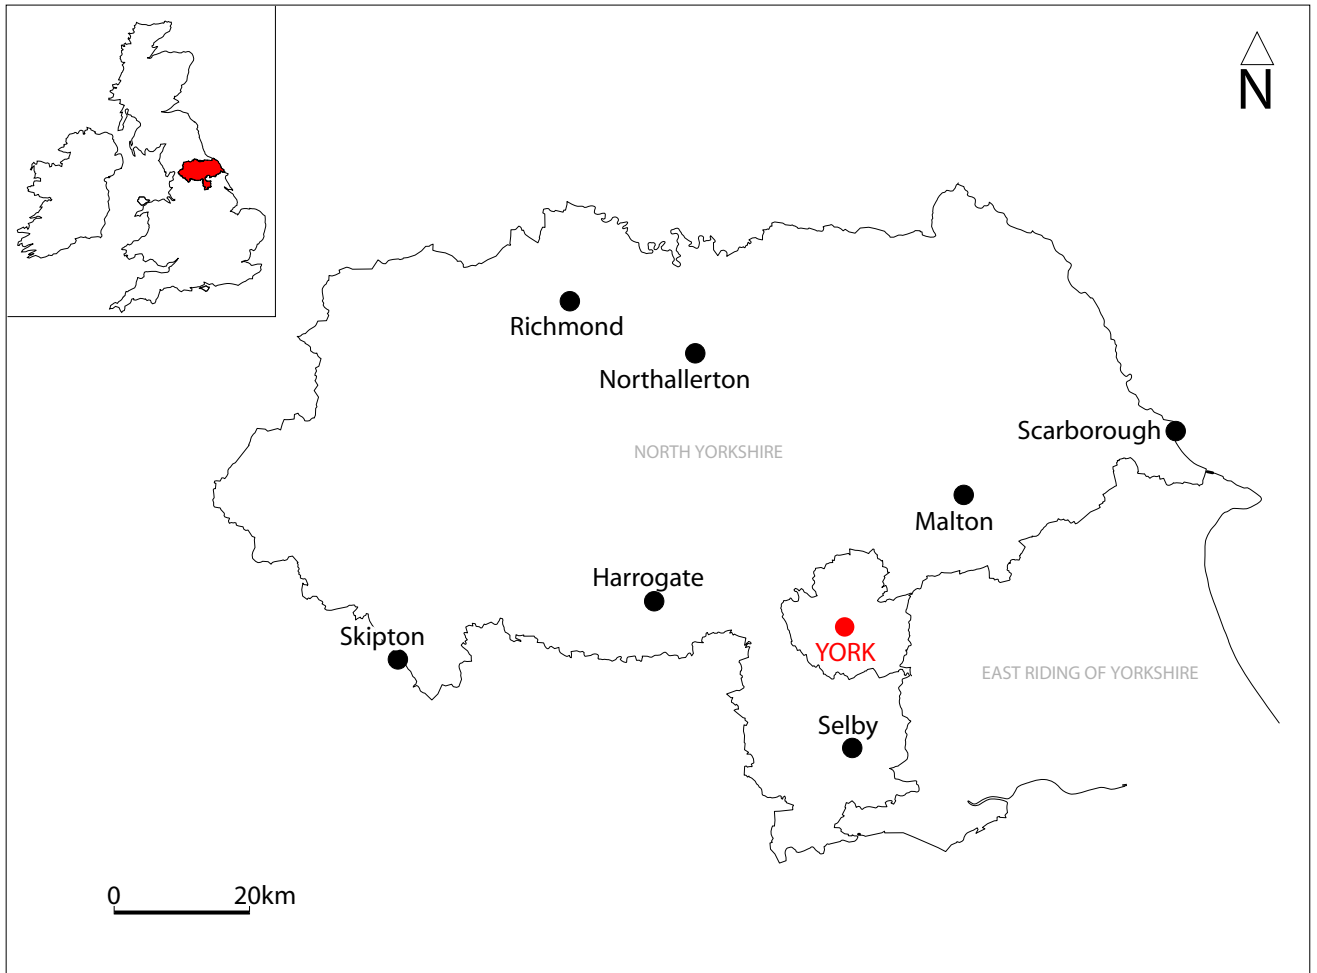 N
Richmond
Northallerton
Scarborough
NORTH YORKSHIRE
Malton
Harrogate
Skipton
YORK
EAST RIDING OF YORKSHIRE
Selby
0 20km